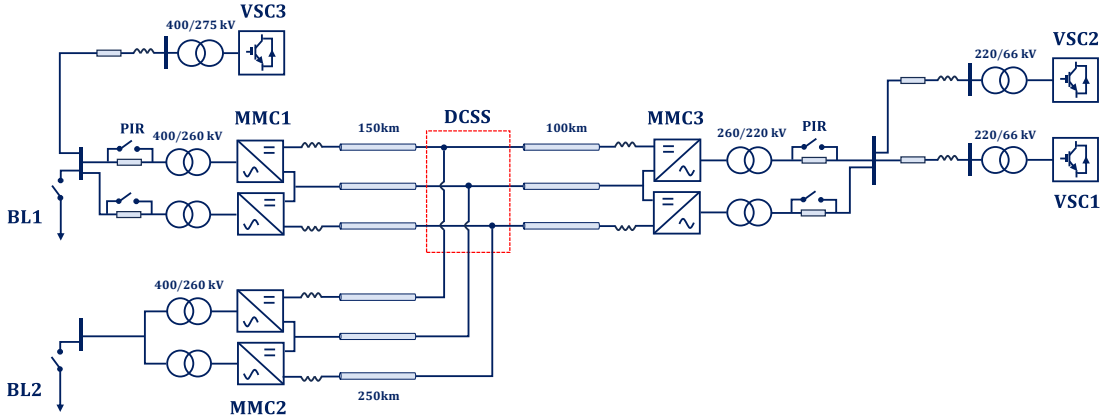 VSC3
400/275 kV
VSC2
220/66 kV
MMC1
DCSS
MMC3
PIR
400/260 kV
150km
100km
260/220 kV
PIR
220/66 kV
VSC1
BL1
400/260 kV
BL2
250km
MMC2